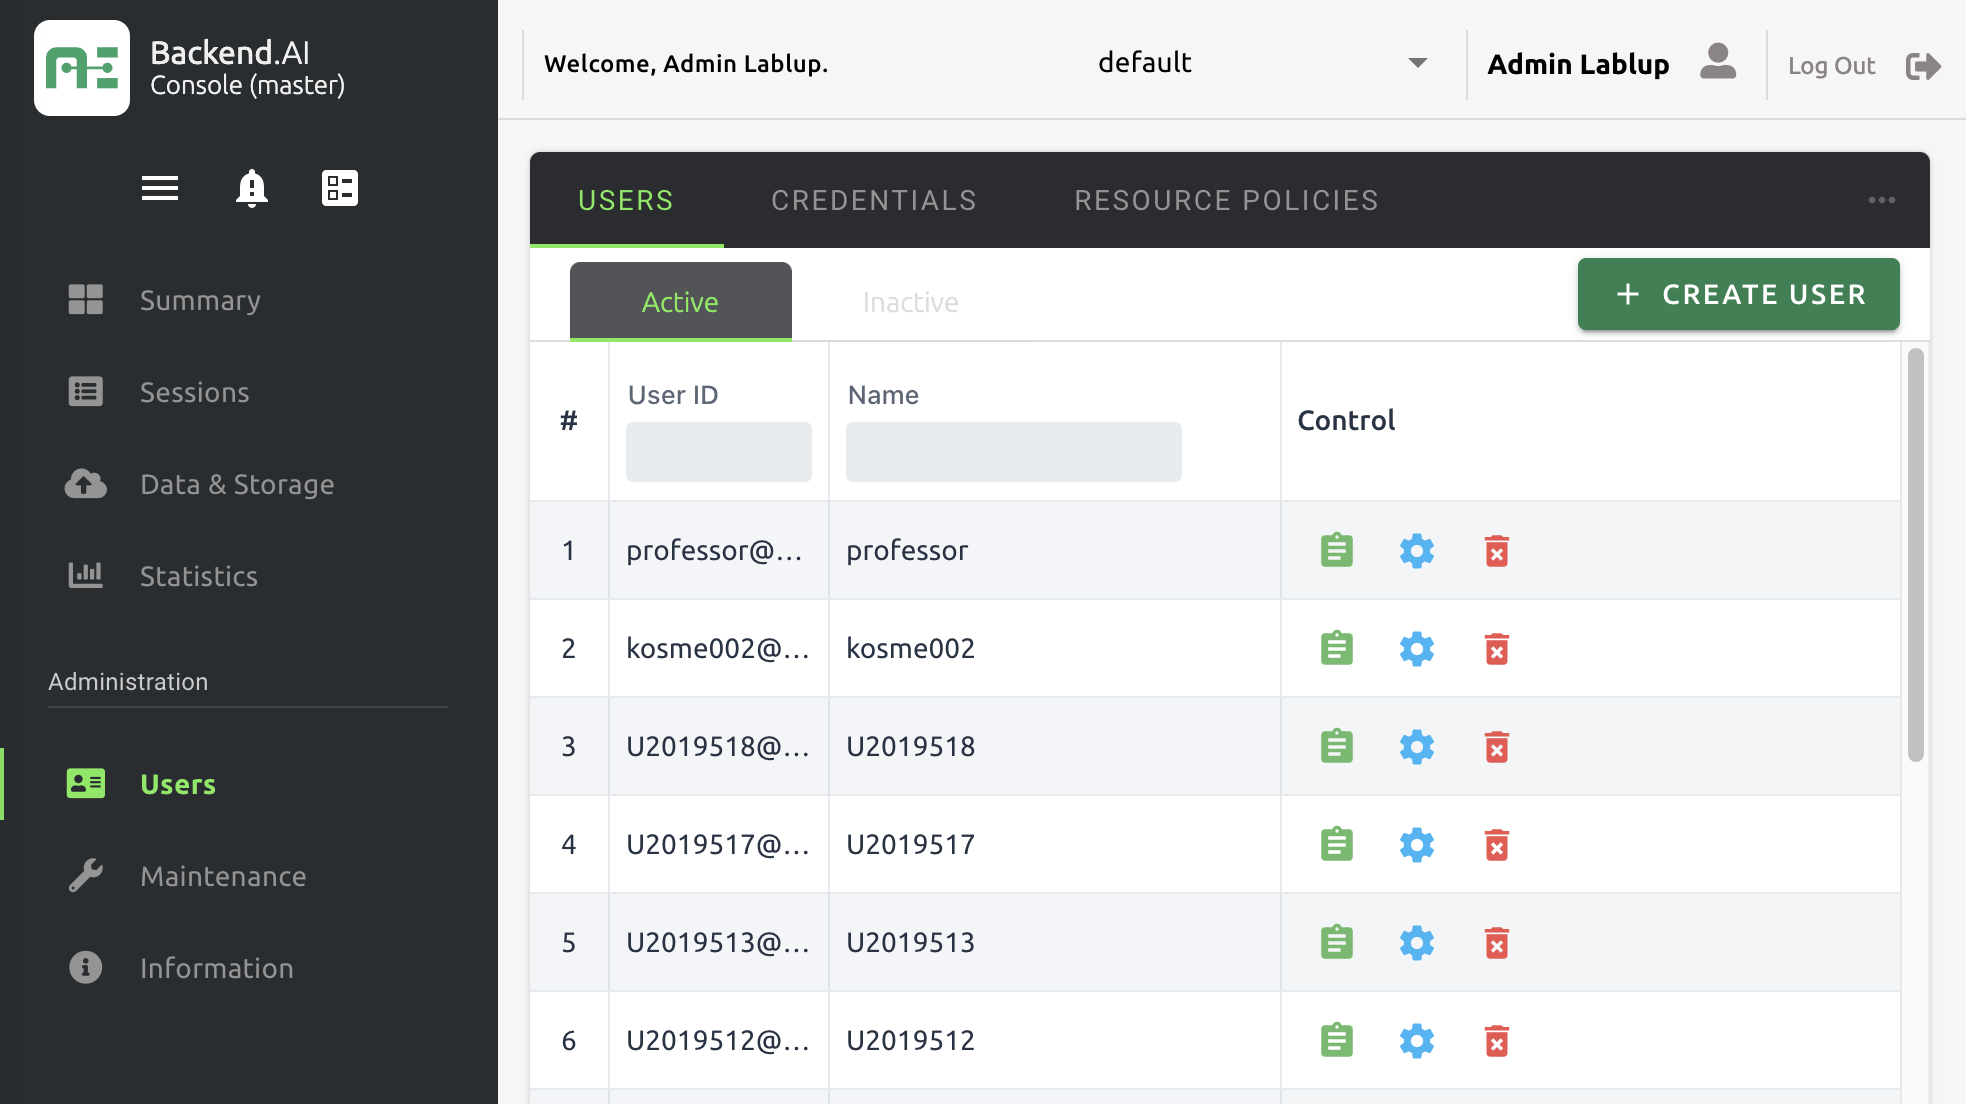 Backend.AI
Console (master)
Welcome, Admin Lablup.
default
Admin Lablup
Log Out
Summary
Sessions
Data & Storage
Statistics
Administration
Users
Maintenance
Information
USERS
CREDENTIALS
RESOURCE POLICIES
Active
Inactive
+ CREATE USER
# User ID Name Control
1 professor@... professor
2 kosme002@... kosme002
3 U2019518@... U2019518
4 U2019517@... U2019517
5 U2019513@... U2019513
6 U2019512@... U2019512